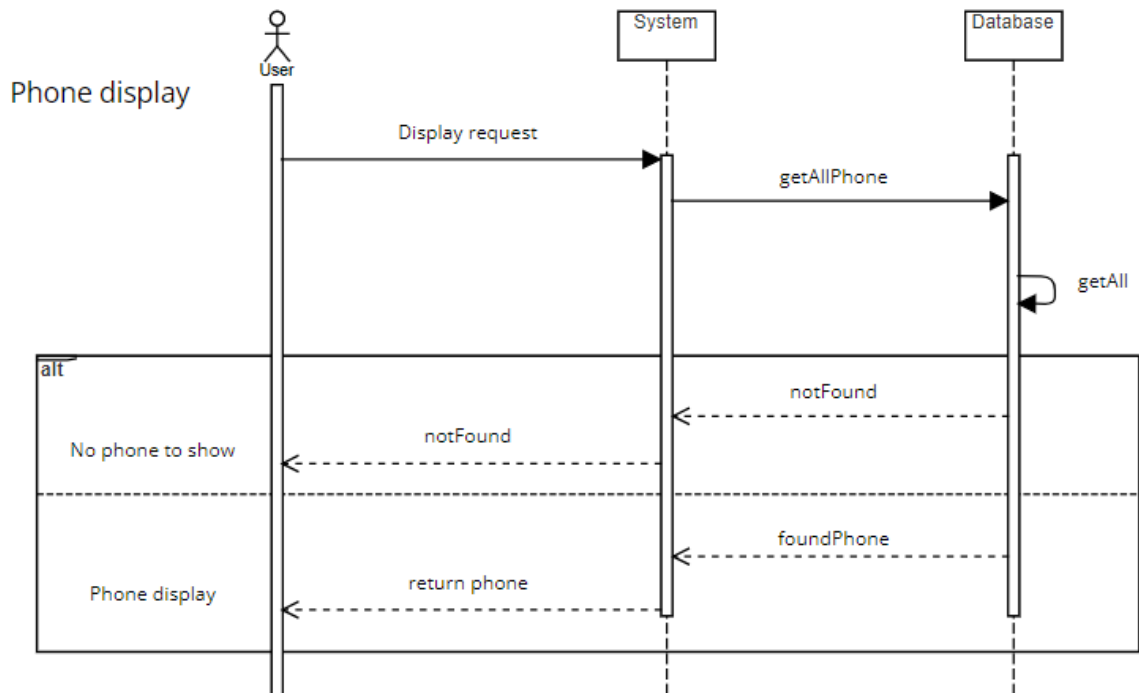 System
Database
User
Phone display
Display request
getAllPhone
getAll
alt
notFound
notFound
No phone to show
foundPhone
return phone
Phone display